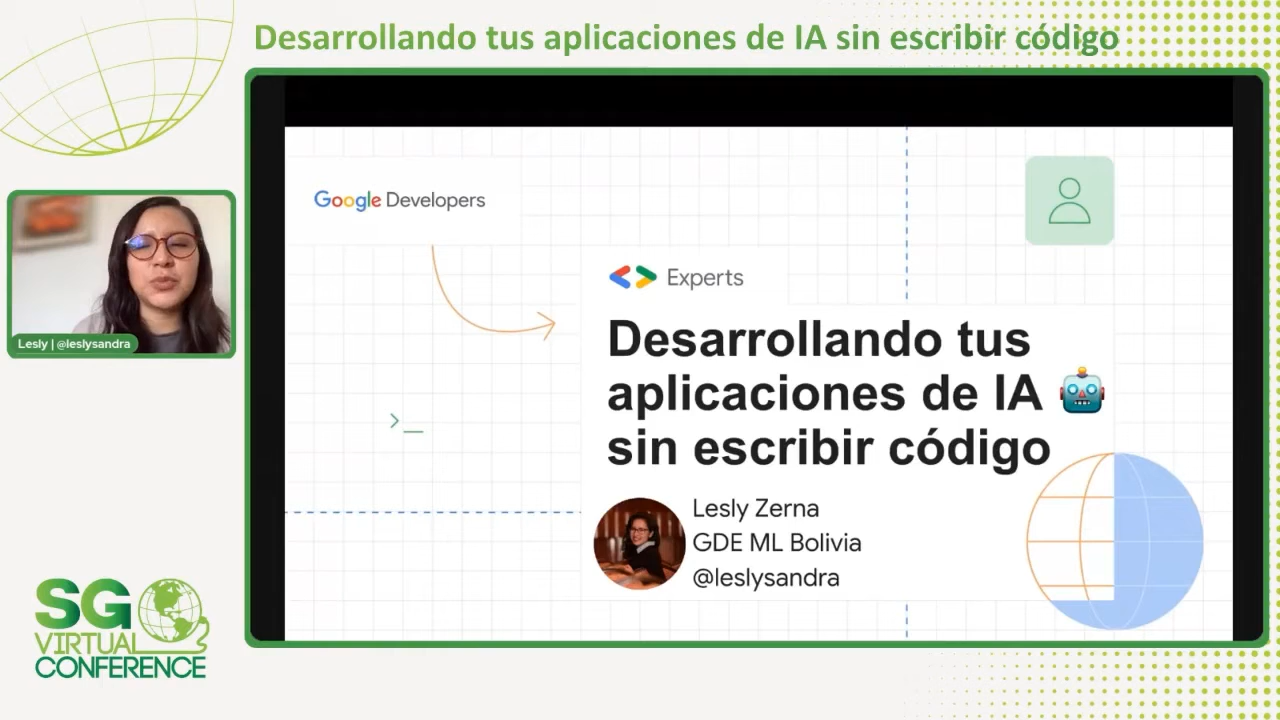 Desarrollando tus aplicaciones de IA sin escribir código
Google Developers
Experts
Desarrollando tus
aplicaciones de IA 🤖
sin escribir código
Lesly Zerna
GDE ML Bolivia
@leslysandra
Lesly | @leslysandra
>_
SG
VIRTUAL
CONFERENCE